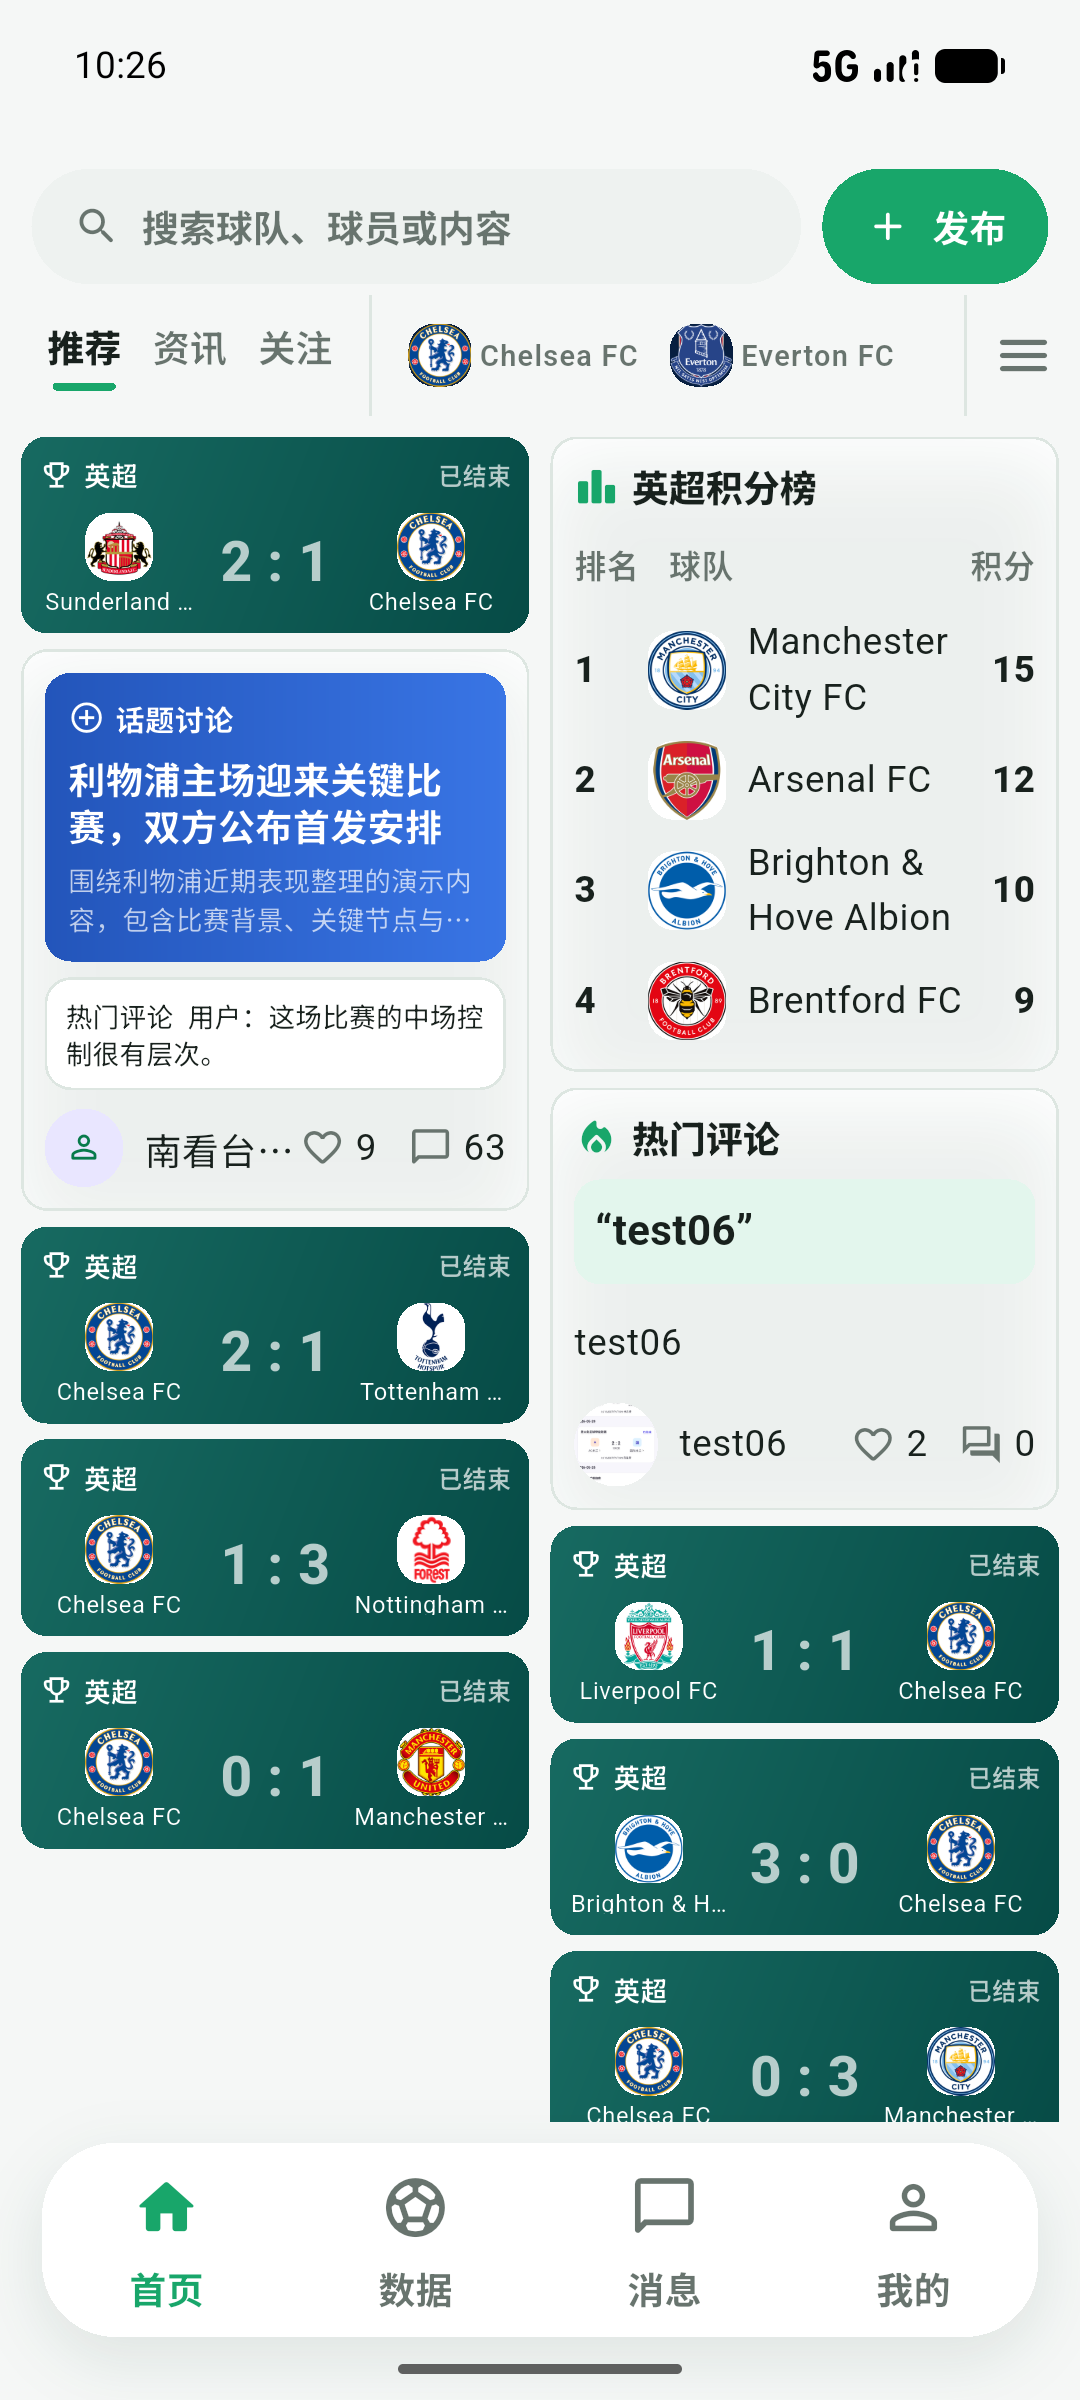 10:26
5G
搜索球队、球员或内容
发布
推荐 资讯 关注
Chelsea FC
Everton FC
英超
已结束
2 : 1
Sunderland ...
Chelsea FC
话题讨论
利物浦主场迎来关键比
赛，双方公布首发安排
围绕利物浦近期表现整理的演示内
容，包含比赛背景、关键节点与…
热门评论 用户：这场比赛的中场控
制很有层次。
南看台…
9
63
英超
已结束
2 : 1
Chelsea FC
Tottenham ...
英超
已结束
1 : 3
Chelsea FC
Nottingham ...
英超
已结束
0 : 1
Chelsea FC
Manchester ...
英超积分榜
排名 球队 积分
1
Manchester
City FC
15
2 Arsenal FC 12
3
Brighton &
Hove Albion
10
4 Brentford FC 9
热门评论
“test06”
test06
test06
2
0
英超
已结束
1 : 1
Liverpool FC
Chelsea FC
英超
已结束
3 : 0
Brighton & H...
Chelsea FC
英超
已结束
0 : 3
Chelsea FC
Manchester ...
首页 数据 消息 我的